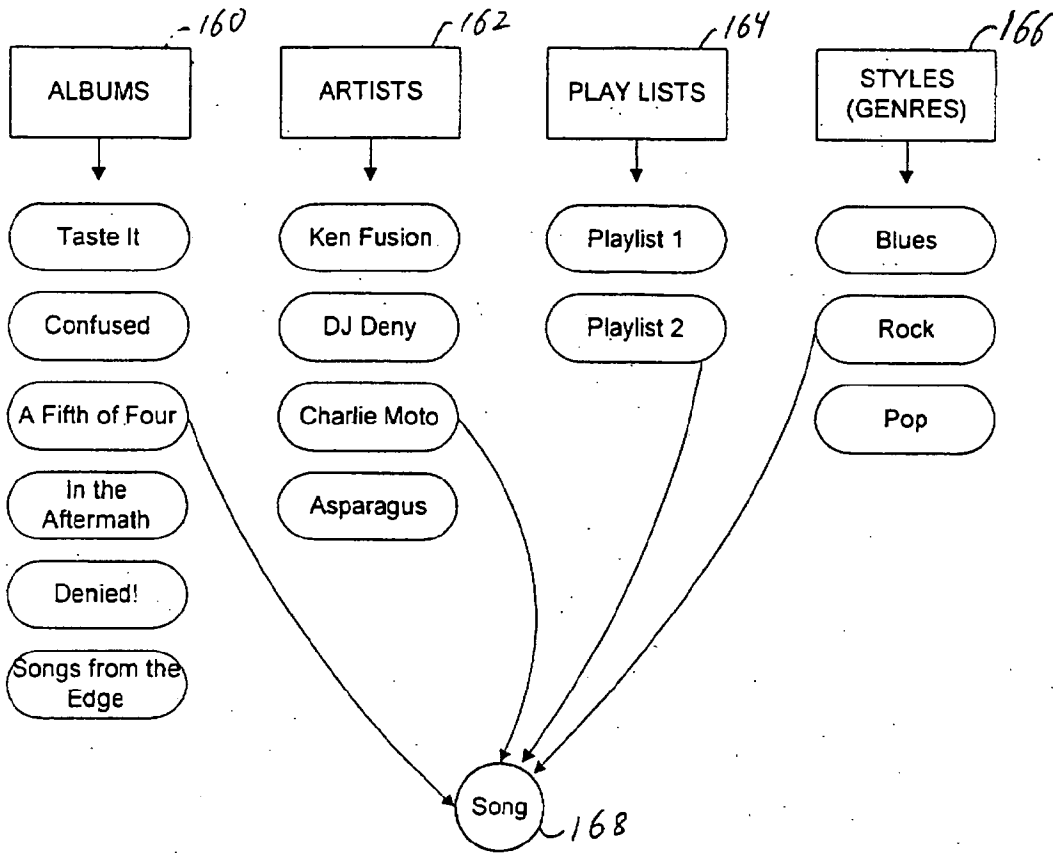 160
162
164
166
ALBUMS
ARTISTS
PLAY LISTS
STYLES
(GENRES)
Taste It
Ken Fusion
Playlist 1
Blues
Confused
DJ Deny
Playlist 2
Rock
A Fifth of Four
Charlie Moto
Pop
In the
Aftermath
Asparagus
Denied!
Songs from the
Edge
Song
168